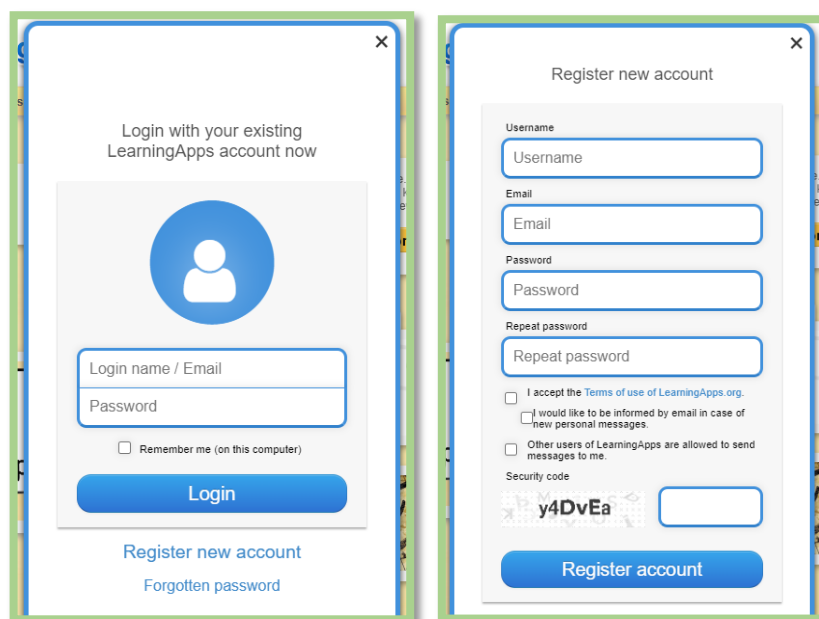 ×
Login with your existing
LearningApps account now
Login name / Email
Password
Remember me (on this computer)
Login
Register new account
Forgotten password
×
Register new account
Username
Username
Email
Email
Password
Password
Repeat password
Repeat password
I accept the Terms of use of LearningApps.org.
I would like to be informed by email in case of
new personal messages.
Other users of LearningApps are allowed to send
messages to me.
Security code
y4DvEa
Register account